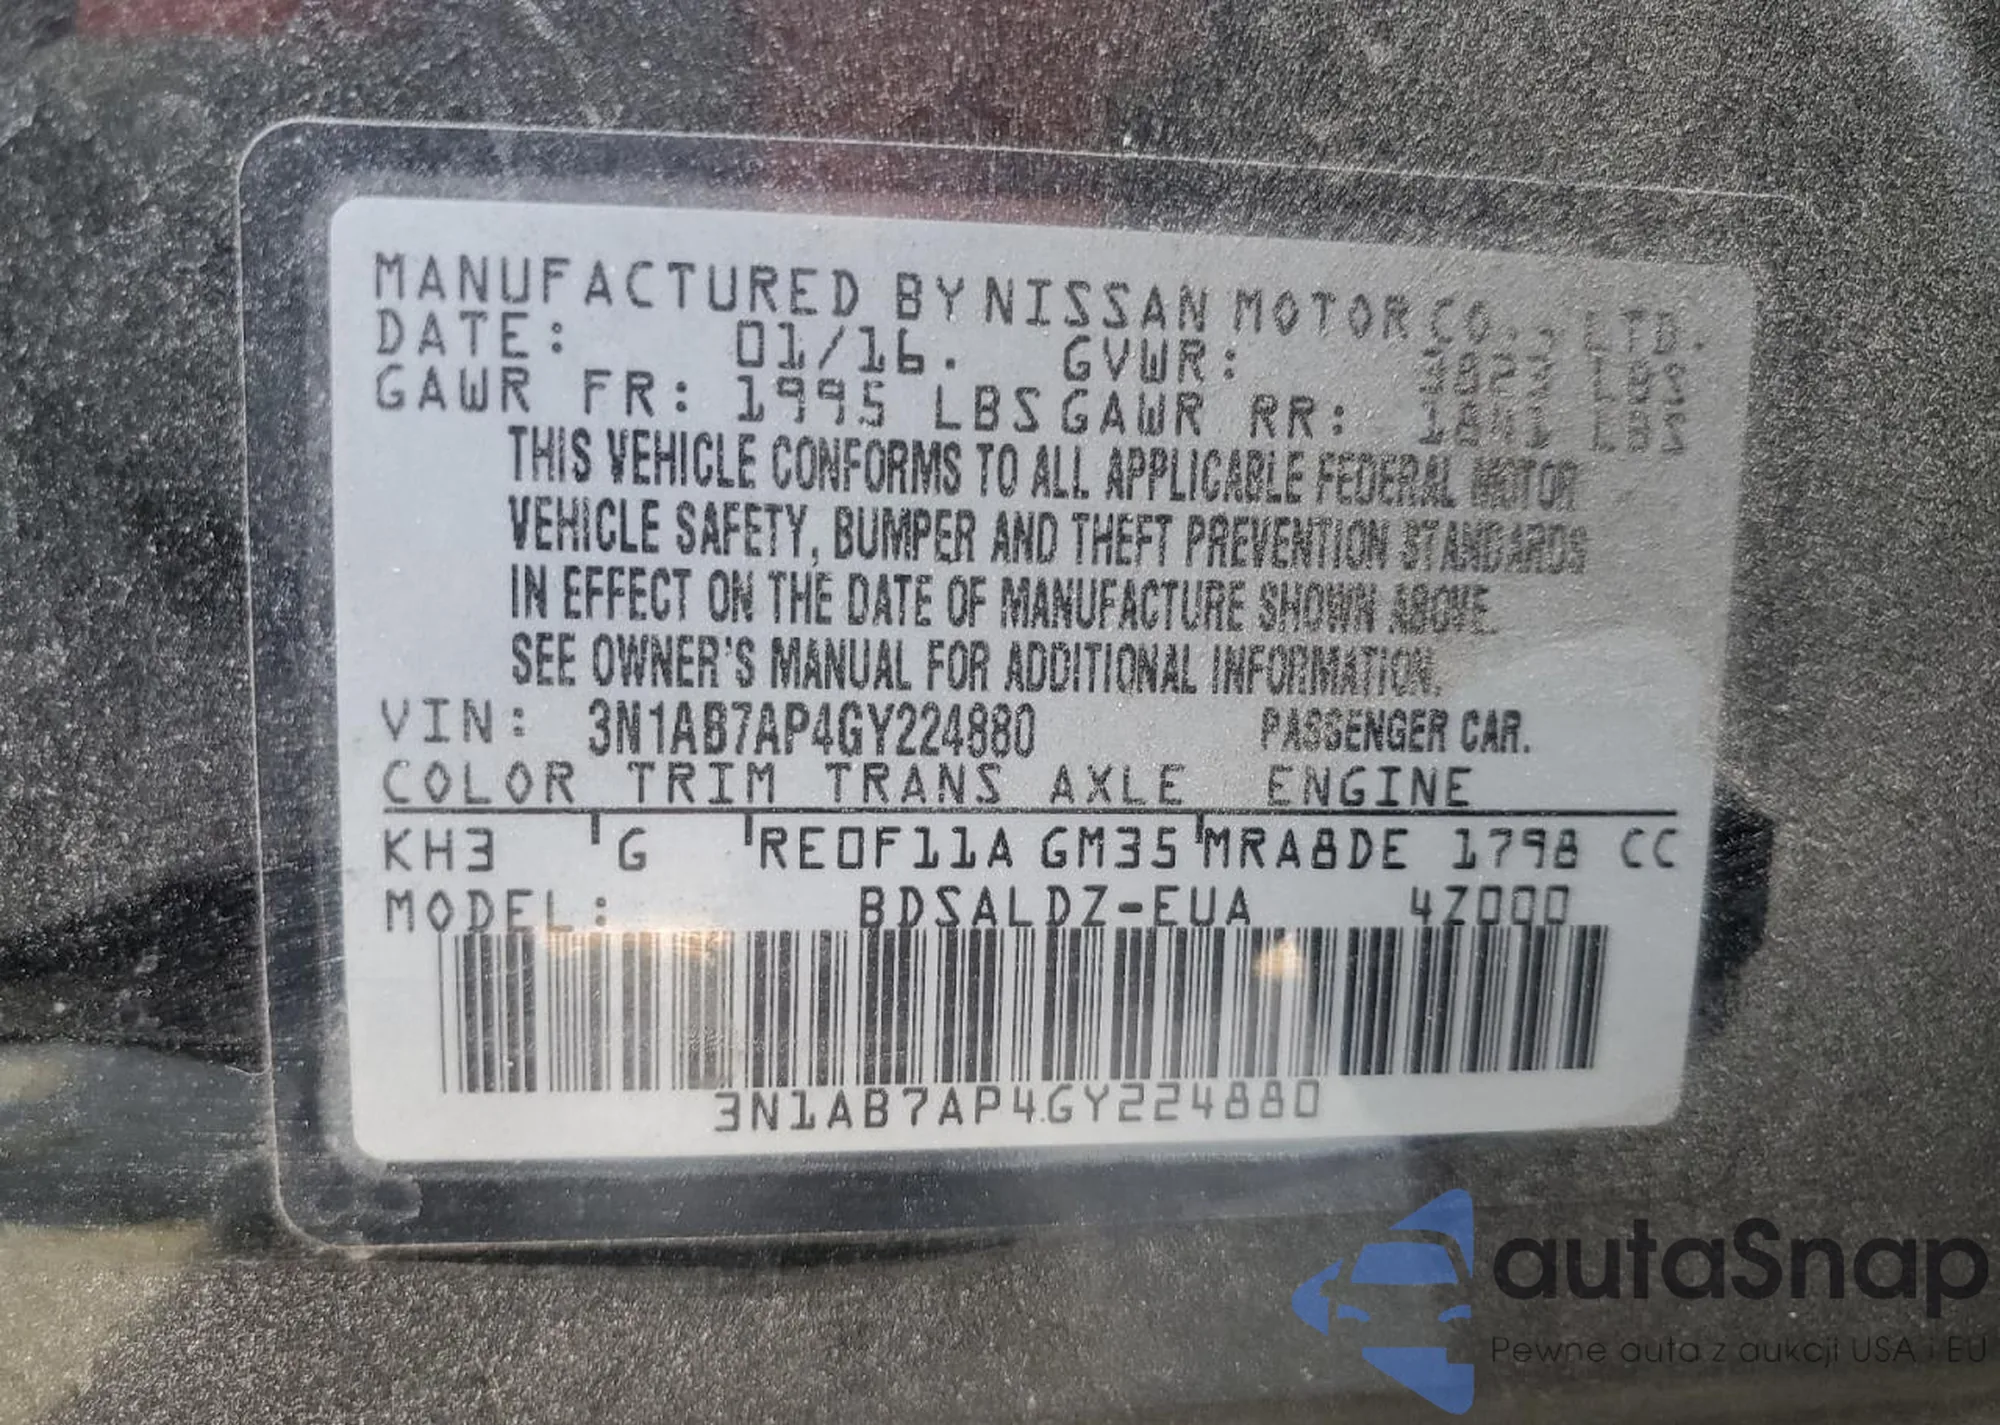 MANUFACTURED BY NISSAN MOTOR CO., LTD.
DATE: 01/16. GVWR: LBS
GAWR FR: 1995 LBS GAWR RR: 1841 LBS
THIS VEHICLE CONFORMS TO ALL APPLICABLE FEDERAL MOTOR
VEHICLE SAFETY, BUMPER AND THEFT PREVENTION STANDARDS
IN EFFECT ON THE DATE OF MANUFACTURE SHOWN ABOVE.
SEE OWNER'S MANUAL FOR ADDITIONAL INFORMATION.
VIN: 3N1AB7AP4GY224880 PASSENGER CAR.
COLOR TRIM TRANS AXLE ENGINE
KH3 G RE0F11A GM35 MRA8DE 1798 CC
MODEL: BDSALDZ-EUA 4Z000
3N1AB7AP4GY224880
autaSnap
Pewne auta z aukcji USA i EU